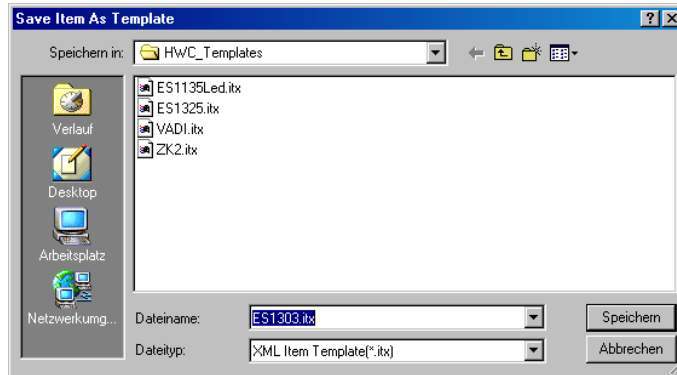 Save Item As Template
Speichern in:
HWC_Templates
ES1135Led.itx
ES1325.itx
VADI.itx
ZK2.itx
Verlauf
Desktop
Arbeitsplatz
Netzwerkumg...
Dateiname:
ES1303.itx
Speichern
Dateityp:
XML Item Template(*.itx)
Abbrechen